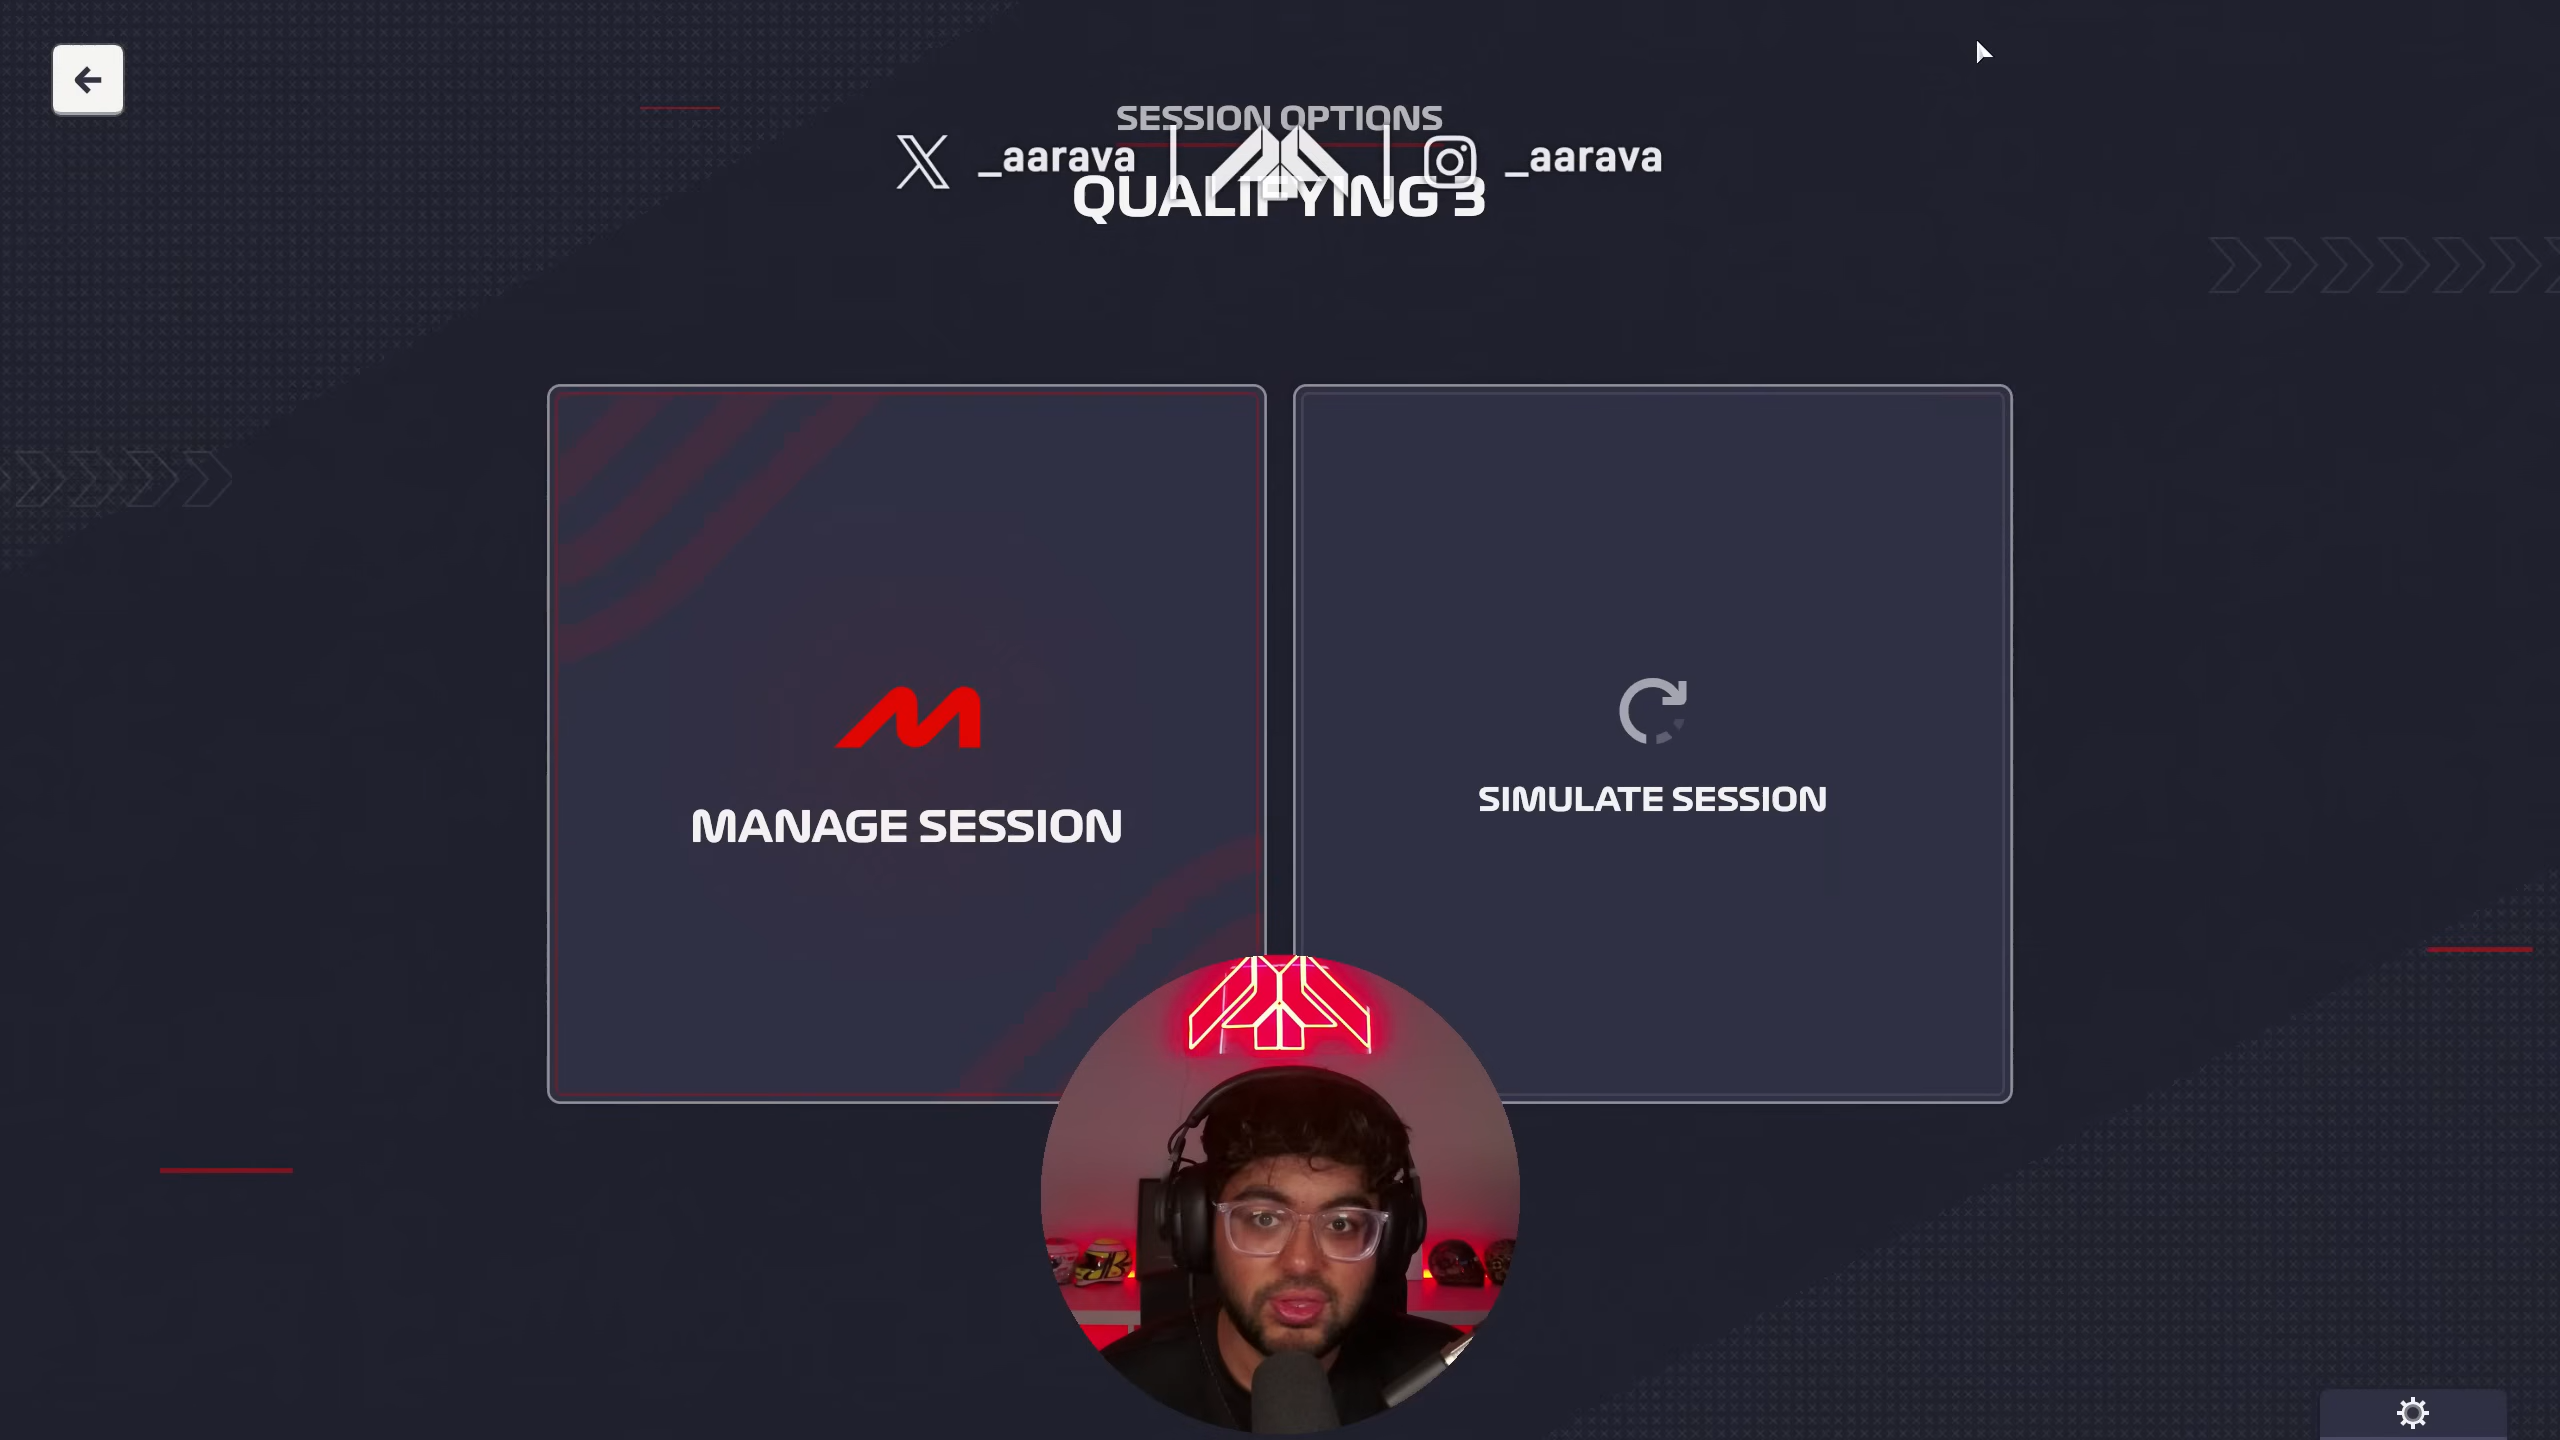 SESSION OPTIONS
_aarava
_aarava
QUALIFYING 3
MANAGE SESSION
SIMULATE SESSION